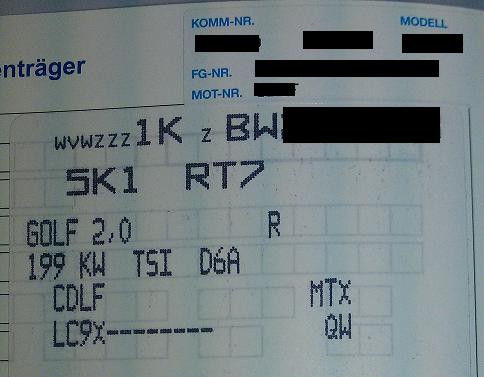 KOMM-NR. MODELL
enträger
FG-NR.
MOT-NR.
WVWZZZ1K Z BW
5K1 RT7
GOLF 2,0 R
199 KW TSI D6A
CDLF MTX
LC9X-------- QW